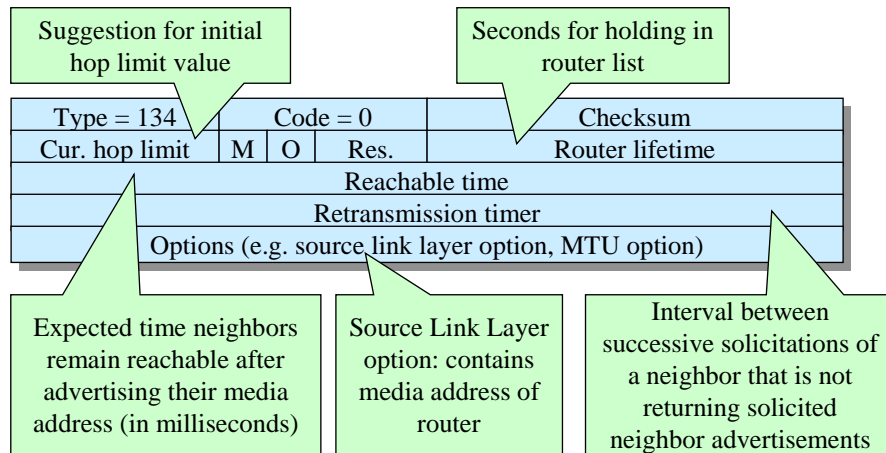 Suggestion for initial
hop limit value
Seconds for holding in
router list
Type = 134 Code = 0 Checksum
Cur. hop limit M O Res. Router lifetime
Reachable time
Retransmission timer
Options (e.g. source link layer option, MTU option)
Expected time neighbors
remain reachable after
advertising their media
address (in milliseconds)
Source Link Layer
option: contains
media address of
router
Interval between
successive solicitations of
a neighbor that is not
returning solicited
neighbor advertisements